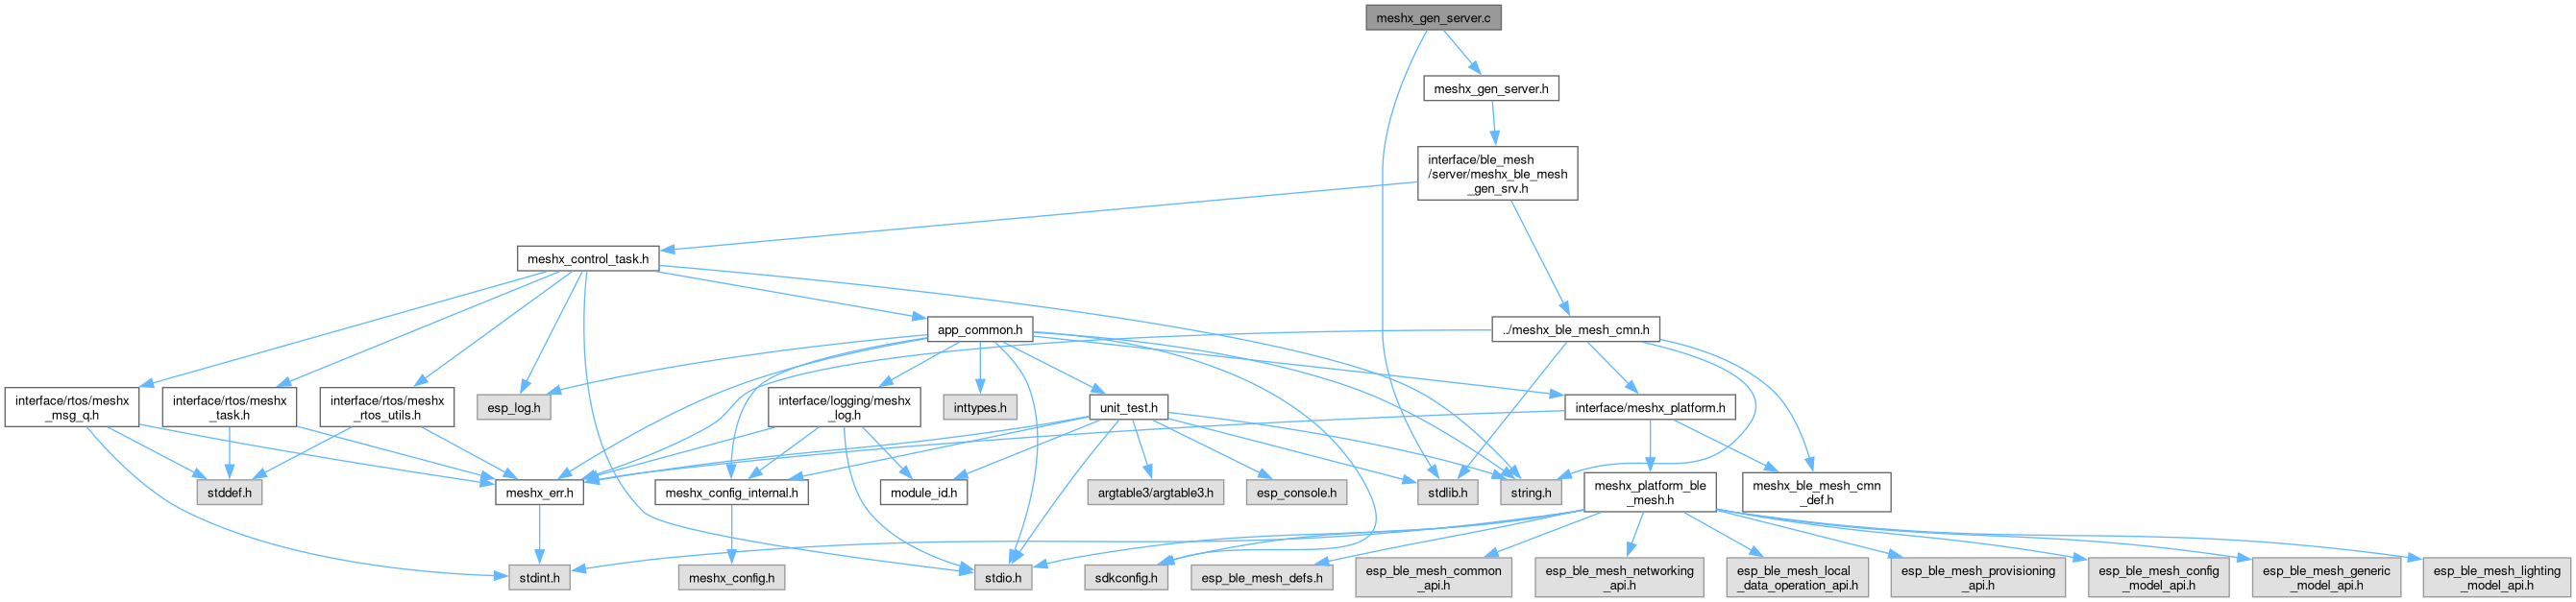 meshx_gen_server.c
meshx_gen_server.h
interface/ble_mesh
/server/meshx_ble_mesh
_gen_srv.h
meshx_control_task.h
app_common.h
../meshx_ble_mesh_cmn.h
interface/rtos/meshx
_msg_q.h
interface/rtos/meshx
_task.h
interface/rtos/meshx
_rtos_utils.h
esp_log.h
interface/logging/meshx
_log.h
inttypes.h
unit_test.h
interface/meshx_platform.h
stddef.h
meshx_err.h
meshx_config_internal.h
module_id.h
argtable3/argtable3.h
esp_console.h
stdlib.h
string.h
meshx_platform_ble
_mesh.h
meshx_ble_mesh_cmn
_def.h
stdint.h
meshx_config.h
stdio.h
sdkconfig.h
esp_ble_mesh_defs.h
esp_ble_mesh_common
_api.h
esp_ble_mesh_networking
_api.h
esp_ble_mesh_local
_data_operation_api.h
esp_ble_mesh_provisioning
_api.h
esp_ble_mesh_config
_model_api.h
esp_ble_mesh_generic
_model_api.h
esp_ble_mesh_lighting
_model_api.h